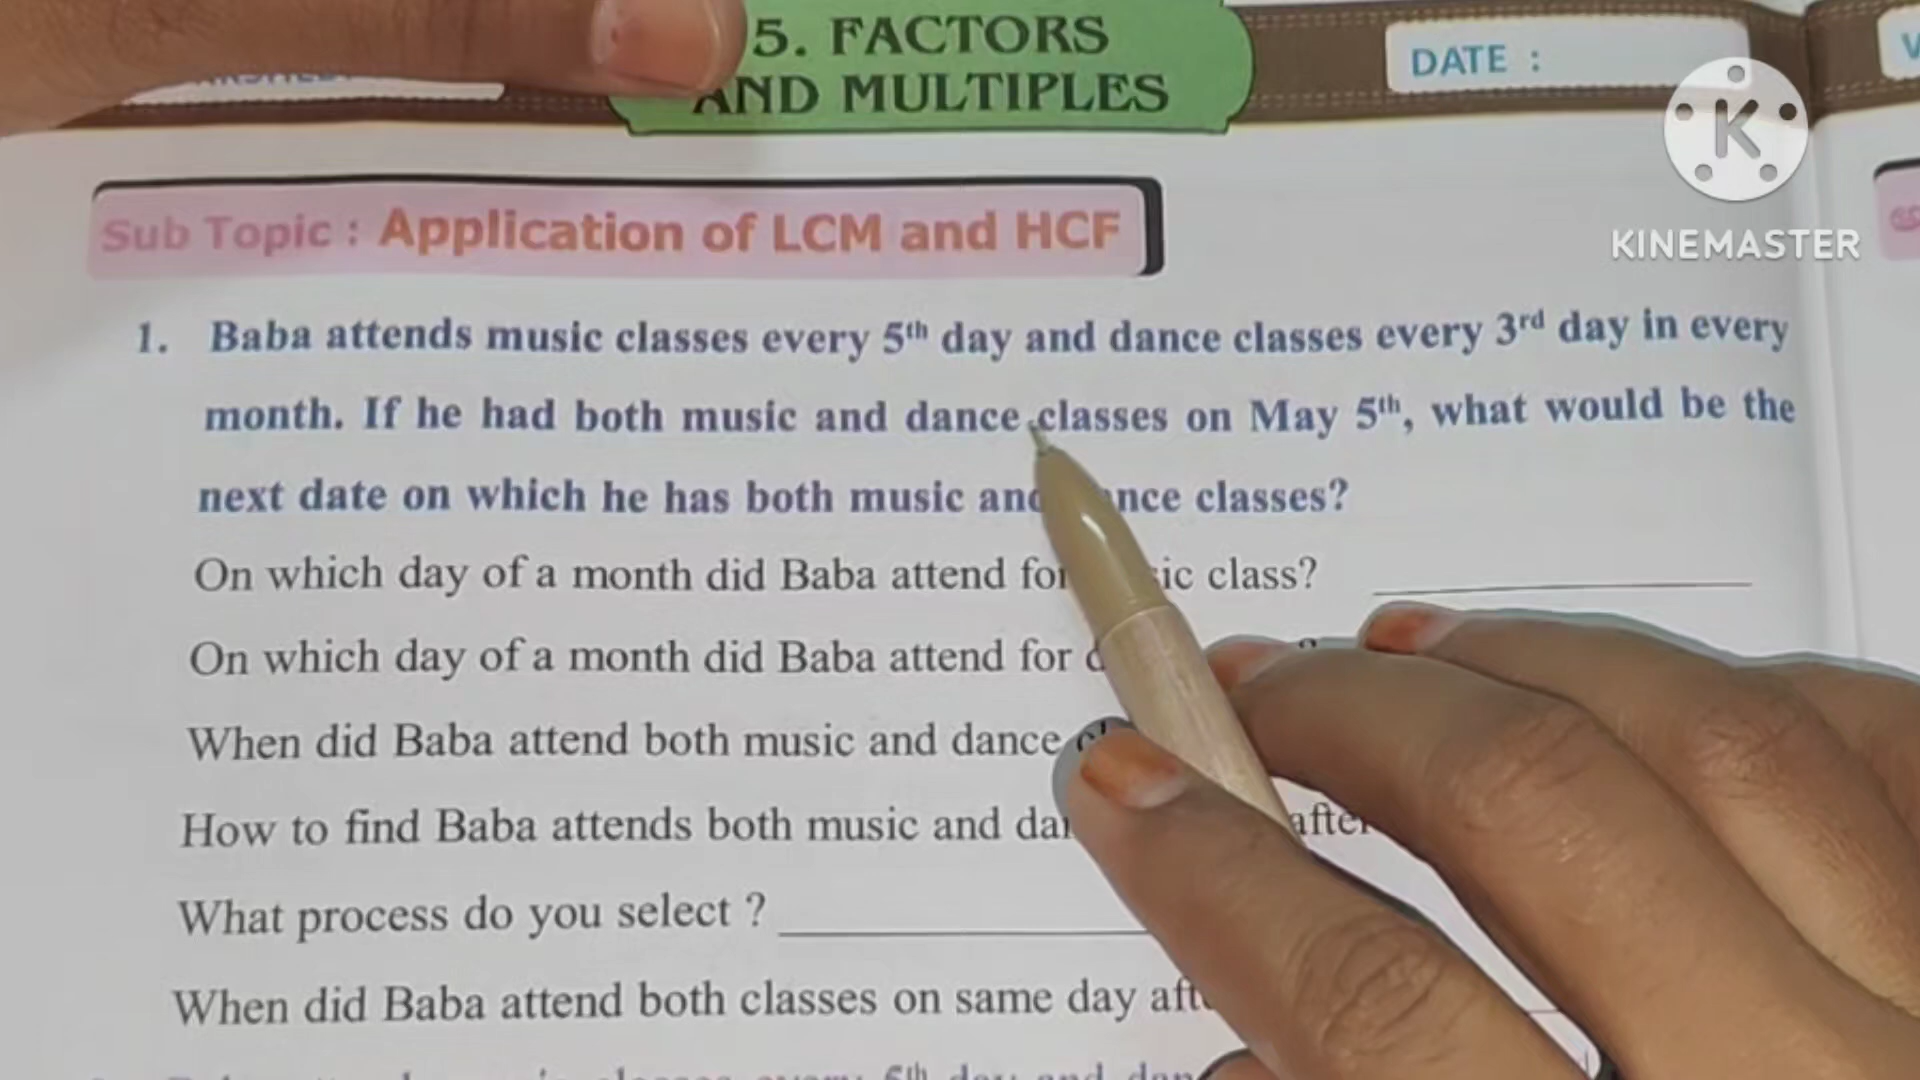 5. FACTORS
AND MULTIPLES
DATE :
KINEMASTER
Sub Topic : Application of LCM and HCF
1. Baba attends music classes every 5th day and dance classes every 3rd day in every
month. If he had both music and dance classes on May 5th, what would be the
next date on which he has both music and classes?
On which day of a month did Baba attend for class?
On which day of a month did Baba attend for
When did Baba attend both music and dance
How to find Baba attends both music and after
What process do you select ?
When did Baba attend both classes on same day